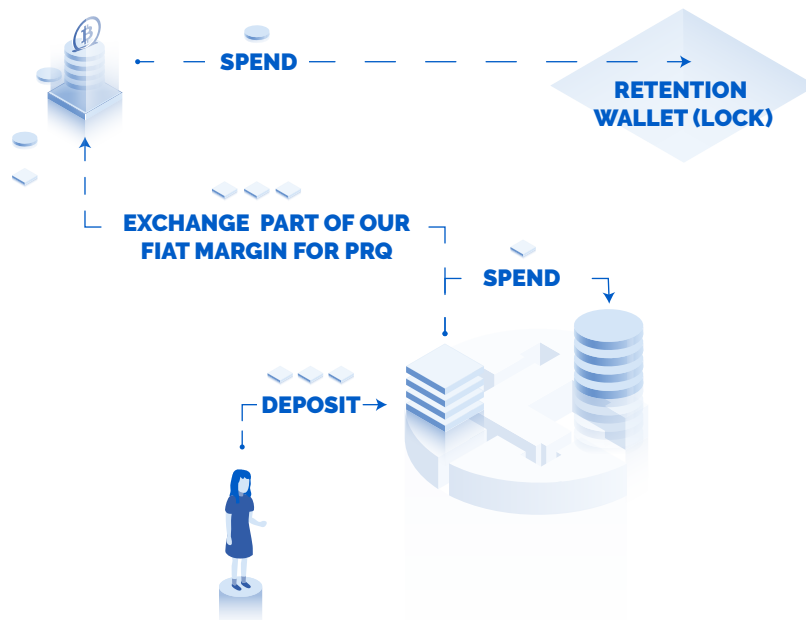 SPEND
RETENTION
WALLET (LOCK)
EXCHANGE PART OF OUR
FIAT MARGIN FOR PRQ
SPEND
DEPOSIT